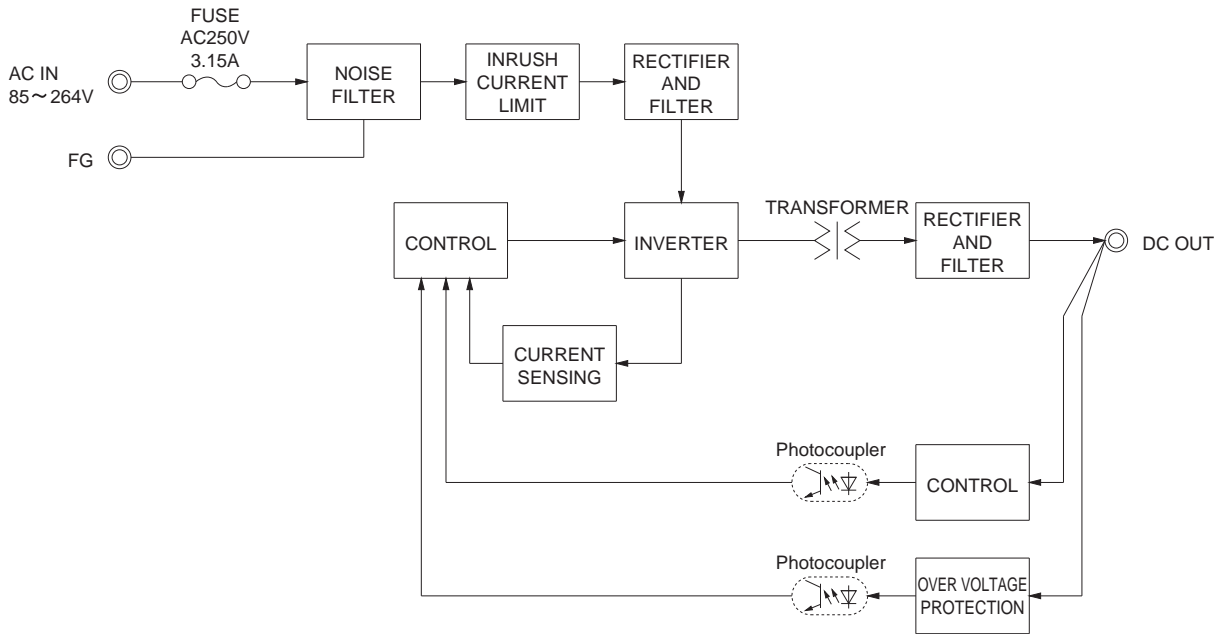 FUSE
AC250V
3.15A
AC IN
85～264V
FG
NOISE
FILTER
INRUSH
CURRENT
LIMIT
RECTIFIER
AND
FILTER
CONTROL
INVERTER
TRANSFORMER
RECTIFIER
AND
FILTER
DC OUT
CURRENT
SENSING
Photocoupler
CONTROL
Photocoupler
OVER VOLTAGE
PROTECTION